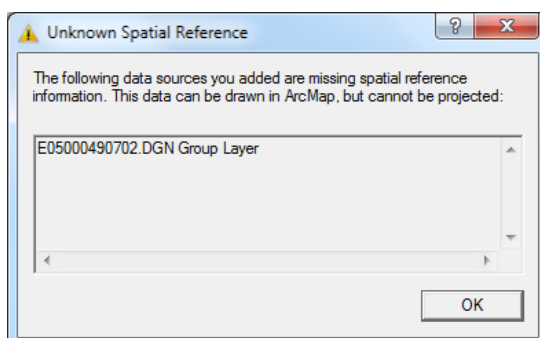 Unknown Spatial Reference
The following data sources you added are missing spatial reference
information. This data can be drawn in ArcMap, but cannot be projected:
E05000490702.DGN Group Layer
OK